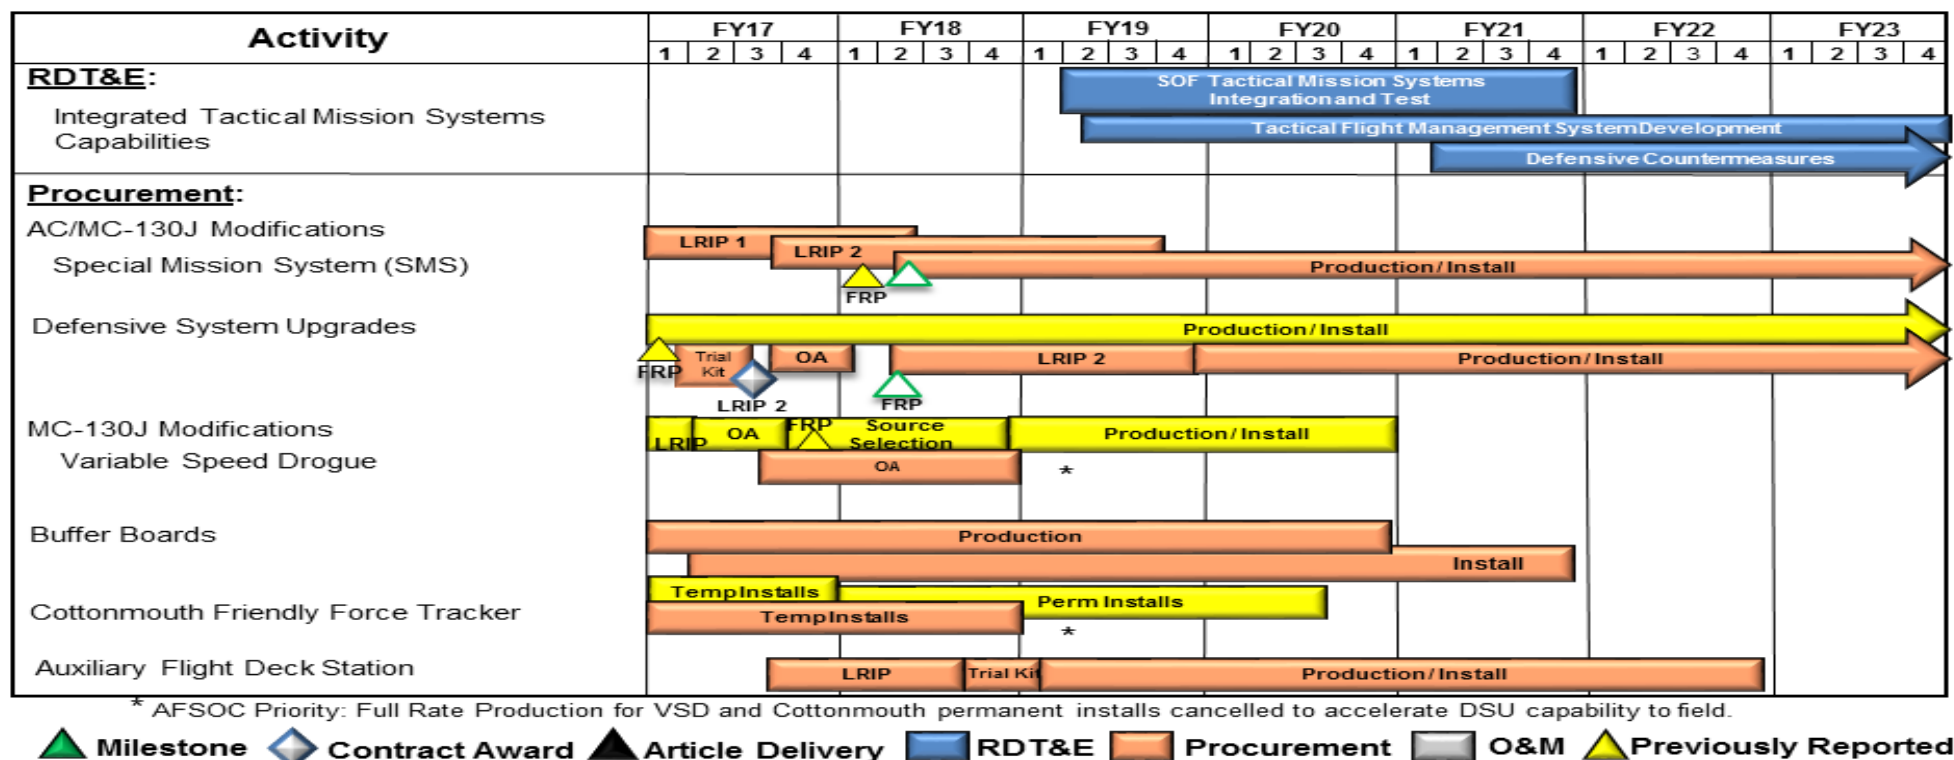 Activity
FY17 FY18 FY19 FY20 FY21 FY22 FY23
1 2 3 4 1 2 3 4 1 2 3 4 1 2 3 4 1 2 3 4 1 2 3 4 1 2 3 4
RDT&E:
SOF Tactical Mission Systems
Integration and Test
Integrated Tactical Mission Systems
Capabilities
Tactical Flight Management System Development
Defensive Countermeasures
Procurement:
AC/MC-130J Modifications
LRIP 1
LRIP 2
Special Mission System (SMS)
Production/Install
FRP
Defensive System Upgrades
Production/Install
FRP
Trial
Kit
OA
LRIP 2
Production/Install
LRIP 2
FRP
MC-130J Modifications
LRIP
OA
FRP
Source
Selection
Production/Install
Variable Speed Drogue
OA
*
Buffer Boards
Production
Install
Temp Installs
Perm Installs
Cottonmouth Friendly Force Tracker
Temp Installs
*
Auxiliary Flight Deck Station
LRIP
Trial Kit
Production/Install
* AFSOC Priority: Full Rate Production for VSD and Cottonmouth permanent installs cancelled to accelerate DSU capability to field.
Milestone Contract Award Article Delivery RDT&E Procurement O&M Previously Reported